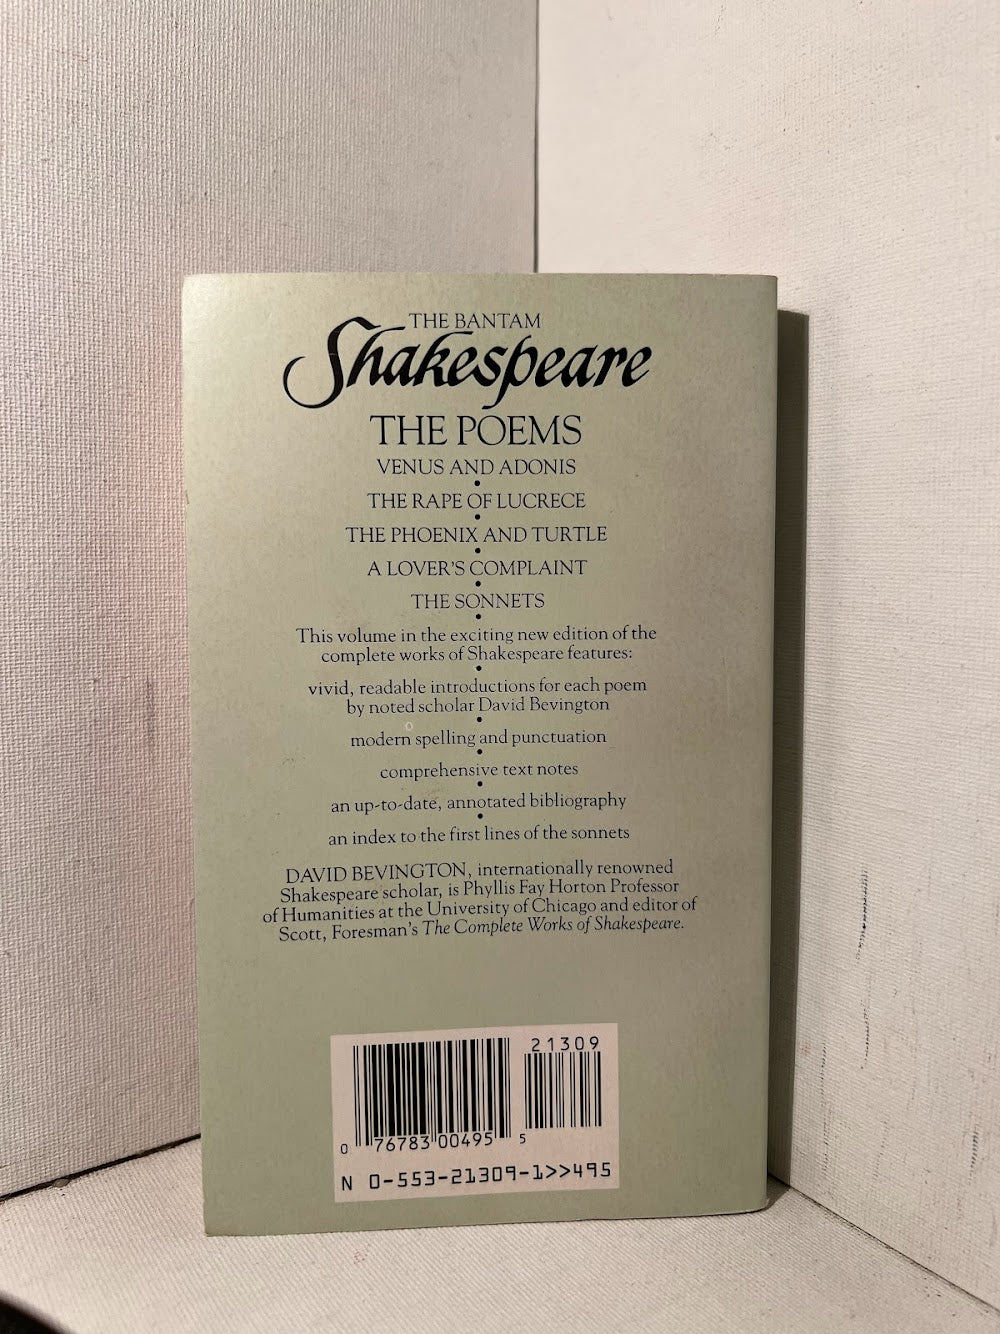 THE BANTAM
Shakespeare
THE POEMS
VENUS AND ADONIS
•
THE RAPE OF LUCRECE
•
THE PHOENIX AND TURTLE
•
A LOVER'S COMPLAINT
•
THE SONNETS
•
This volume in the exciting new edition of the
complete works of Shakespeare features:
•
vivid, readable introductions for each poem
by noted scholar David Bevington
•
modern spelling and punctuation
•
comprehensive text notes
•
an up-to-date, annotated bibliography
•
an index to the first lines of the sonnets
DAVID BEVINGTON, internationally renowned
Shakespeare scholar, is Phyllis Fay Horton Professor
of Humanities at the University of Chicago and editor of
Scott, Foresman's The Complete Works of Shakespeare.
21309
0 76783 00495 5
N 0-553-21309-1>>495